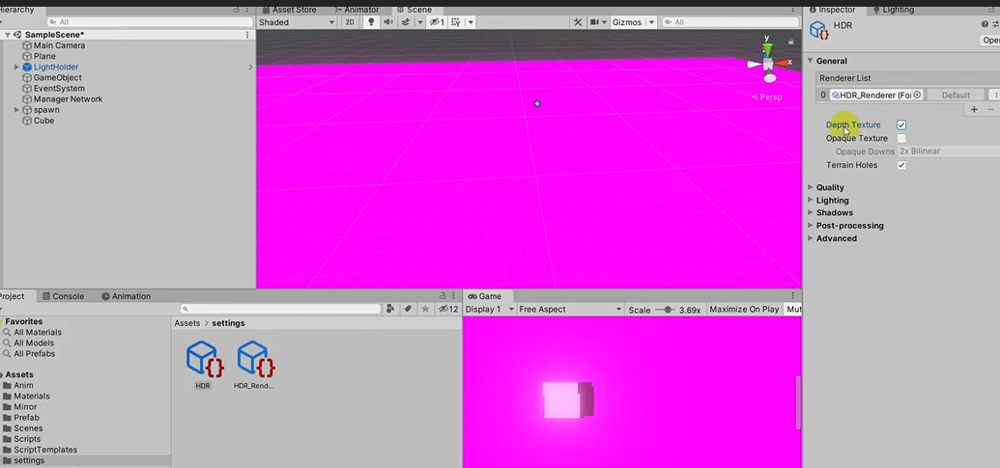 Hierarchy
All
SampleScene*
Main Camera
Plane
LightHolder
GameObject
EventSystem
Manager Network
spawn
Cube
Asset Store
Animator
Scene
Shaded
2D
1
Gizmos
All
y
x
Persp
Inspector
Lighting
HDR
Ope
General
Renderer List
0 HDR_Renderer (Fo
Default
Depth Texture
Opaque Texture
Opaque Downs 2x Bilinear
Terrain Holes
Quality
Lighting
Shadows
Post-processing
Advanced
Project
Console
Animation
12
Favorites
All Materials
All Models
All Prefabs
Assets
Anim
Materials
Mirror
Prefab
Scenes
Scripts
ScriptTemplates
settings
Assets > settings
HDR
HDR_Rend...
Game
Display 1
Free Aspect
Scale
3.69x
Maximize On Play
Mut